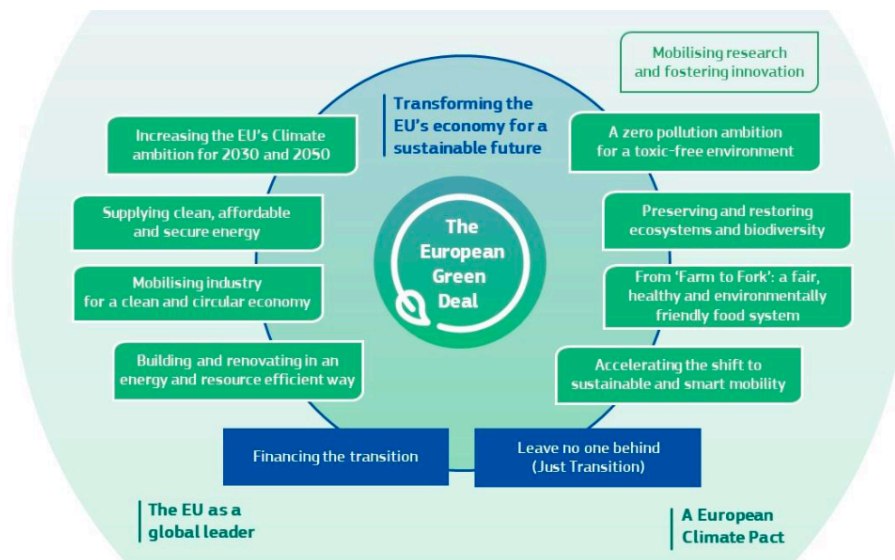 Mobilising research
and fostering innovation
Transforming the
EU's economy for a
sustainable future
Increasing the EU's Climate
ambition for 2030 and 2050
A zero pollution ambition
for a toxic-free environment
Supplying clean, affordable
and secure energy
Preserving and restoring
ecosystems and biodiversity
The
European
Green
Deal
Mobilising industry
for a clean and circular economy
From ‘Farm to Fork’: a fair,
healthy and environmentally
friendly food system
Building and renovating in an
energy and resource efficient way
Accelerating the shift to
sustainable and smart mobility
Financing the transition
Leave no one behind
(Just Transition)
The EU as a
global leader
A European
Climate Pact